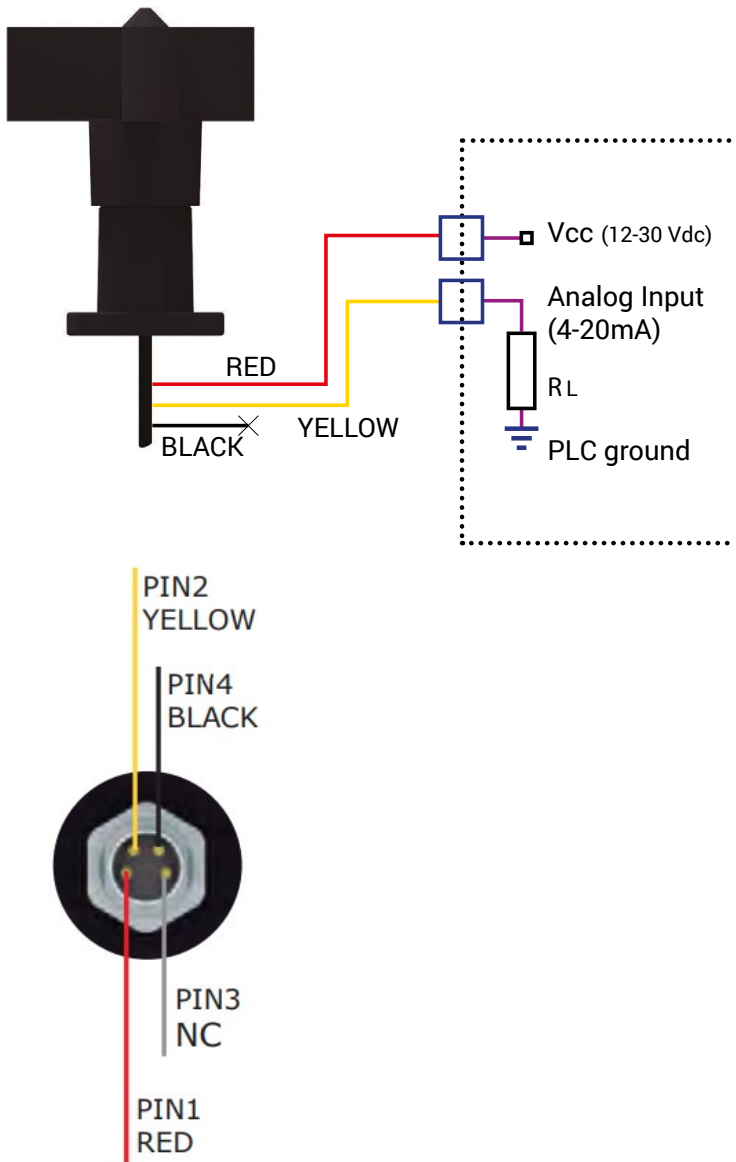 Vcc (12-30 Vdc)
Analog Input
(4-20mA)
RL
PLC ground
RED
YELLOW
BLACK
PIN2
YELLOW
PIN4
BLACK
PIN3
NC
PIN1
RED